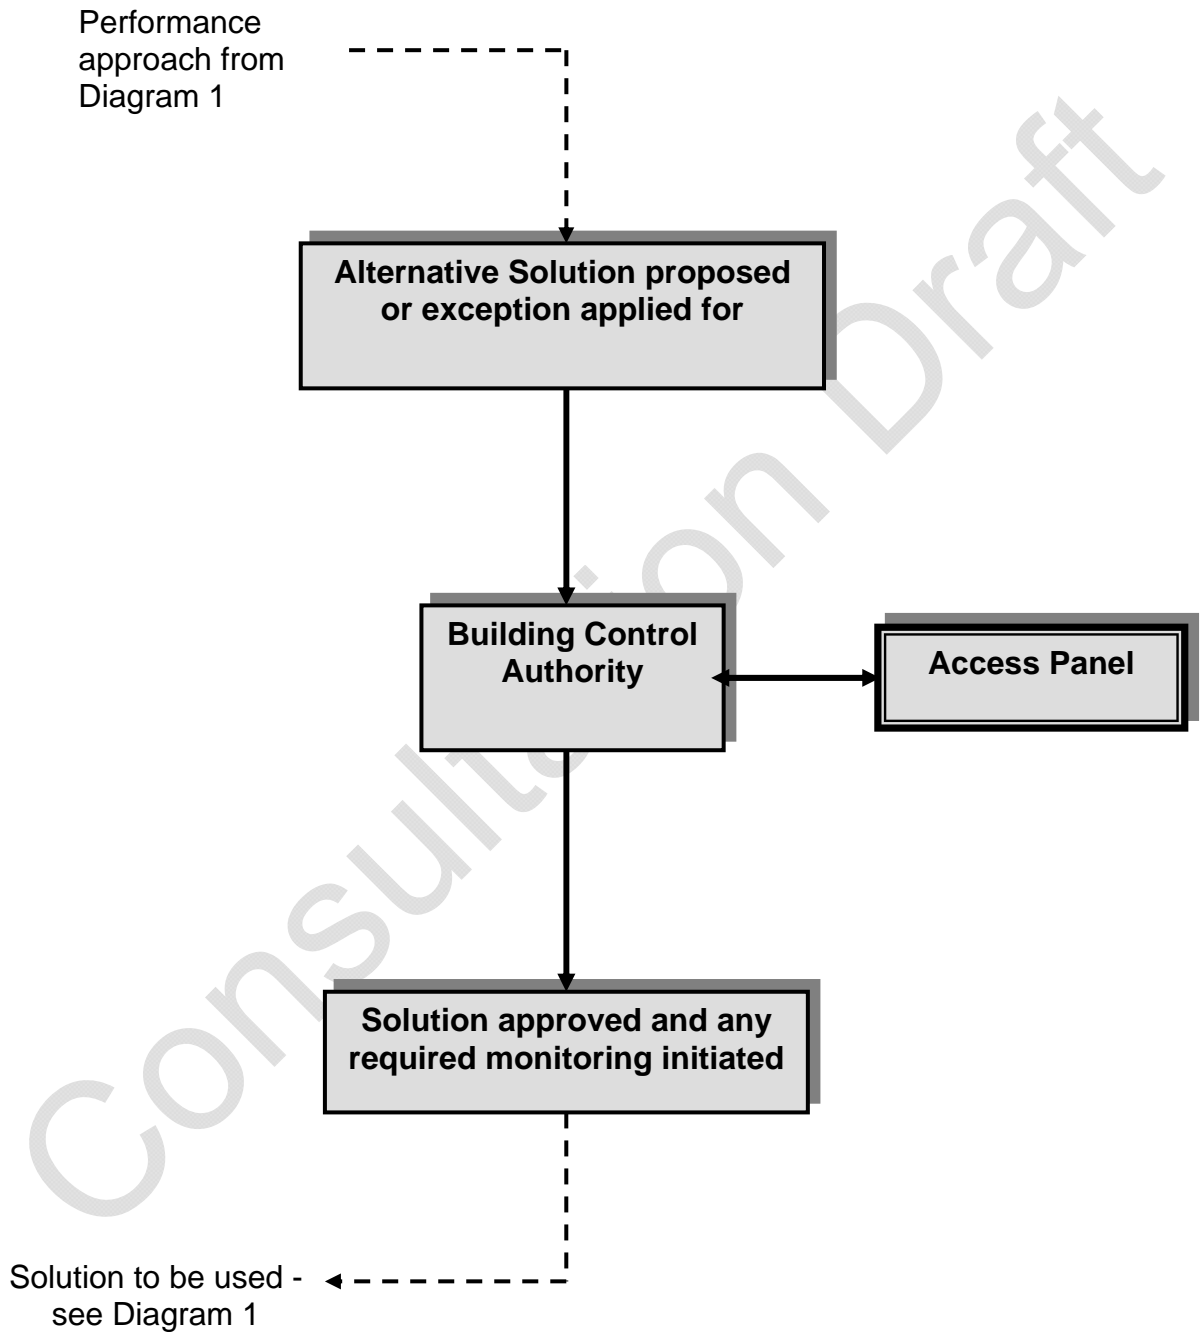 Performance
approach from
Diagram 1
Alternative Solution proposed
or exception applied for
Building Control
Authority
Access Panel
Solution approved and any
required monitoring initiated
Solution to be used -
see Diagram 1
Consultation Draft